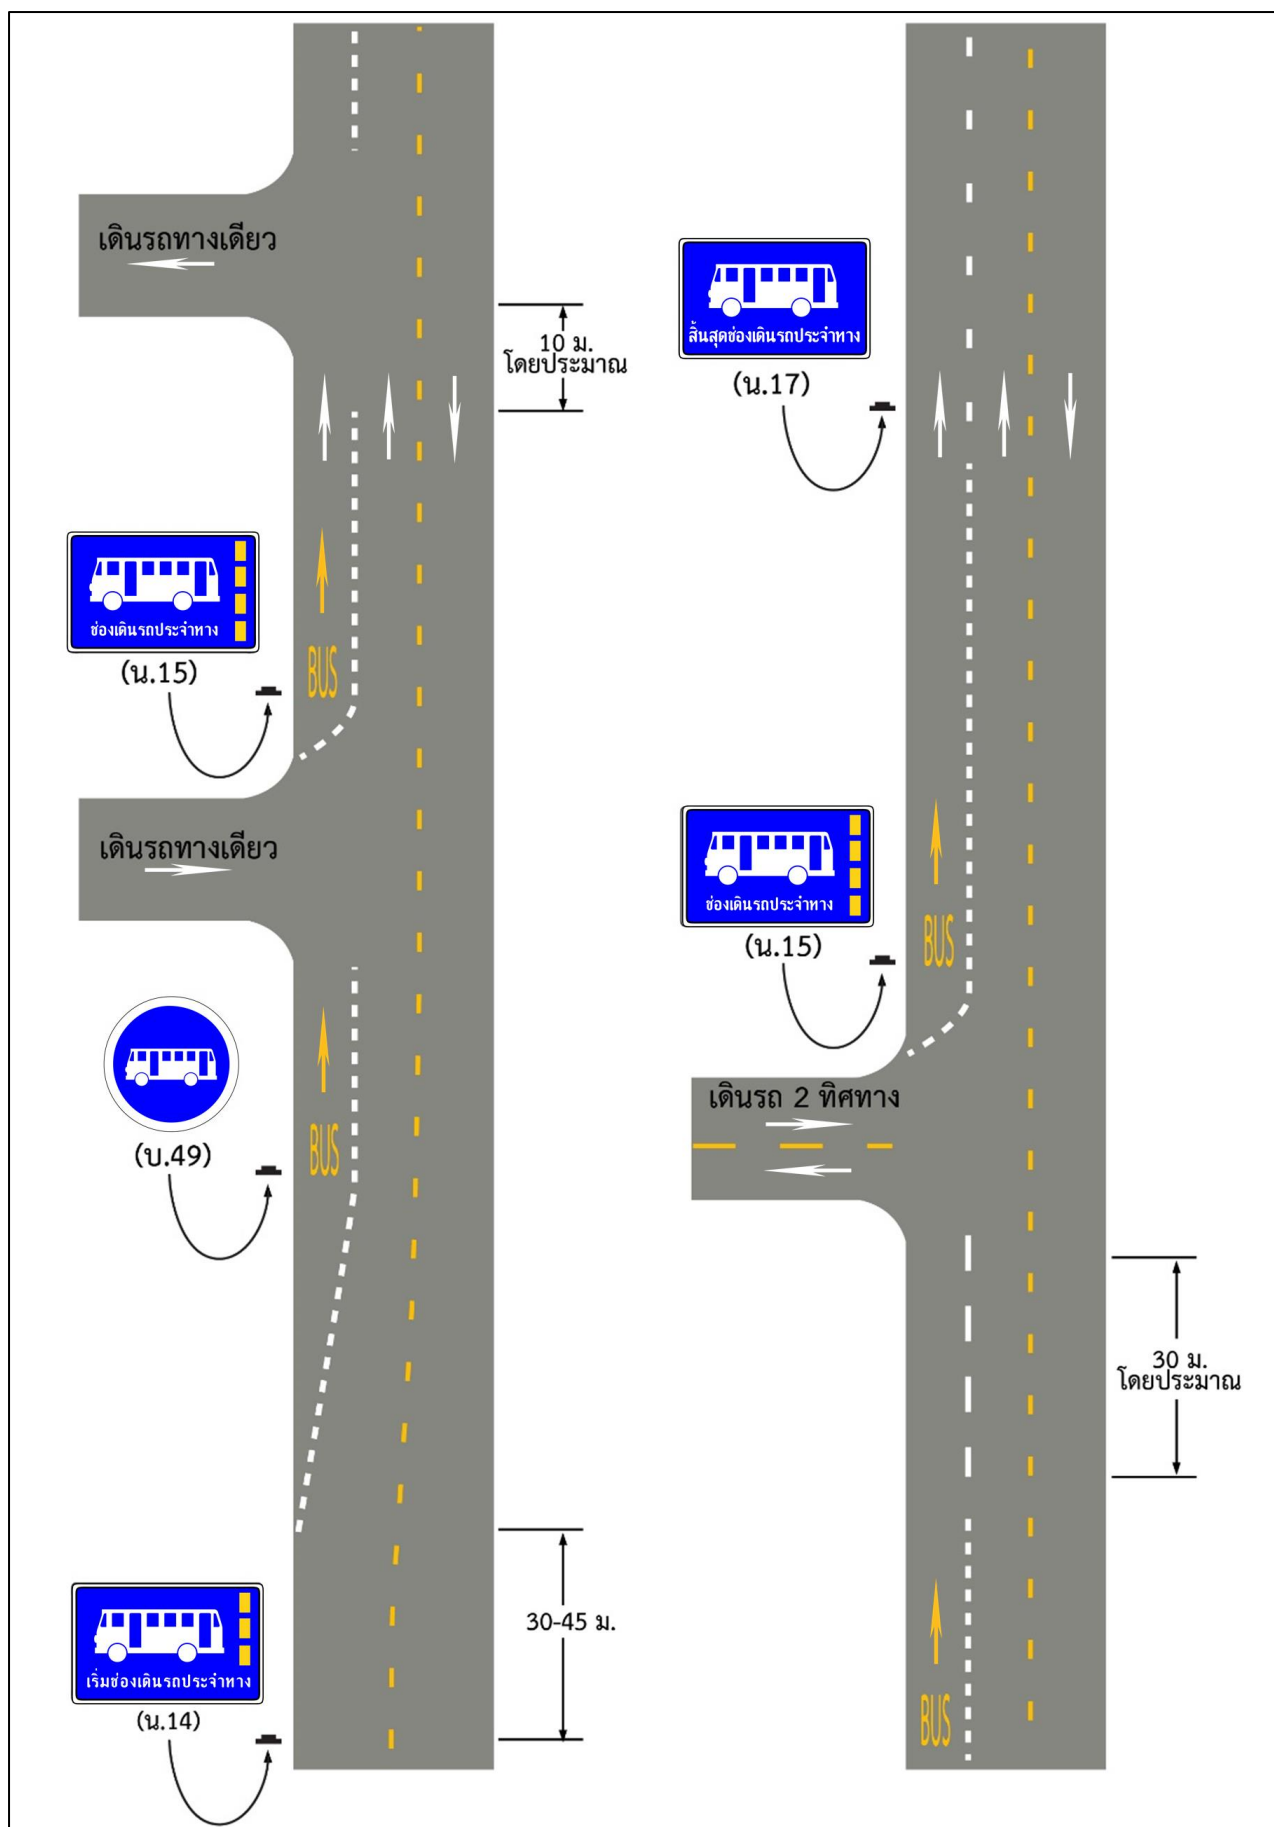 เดินรถทางเดียว
10 ม.
โดยประมาณ
ช่องเดินรถประจำทาง
(น.15)
BUS
เดินรถทางเดียว
(บ.49)
BUS
30-45 ม.
เริ่มช่องเดินรถประจำทาง
(น.14)
สิ้นสุดช่องเดินรถประจำทาง
(น.17)
ช่องเดินรถประจำทาง
(น.15)
BUS
เดินรถ 2 ทิศทาง
30 ม.
โดยประมาณ
BUS